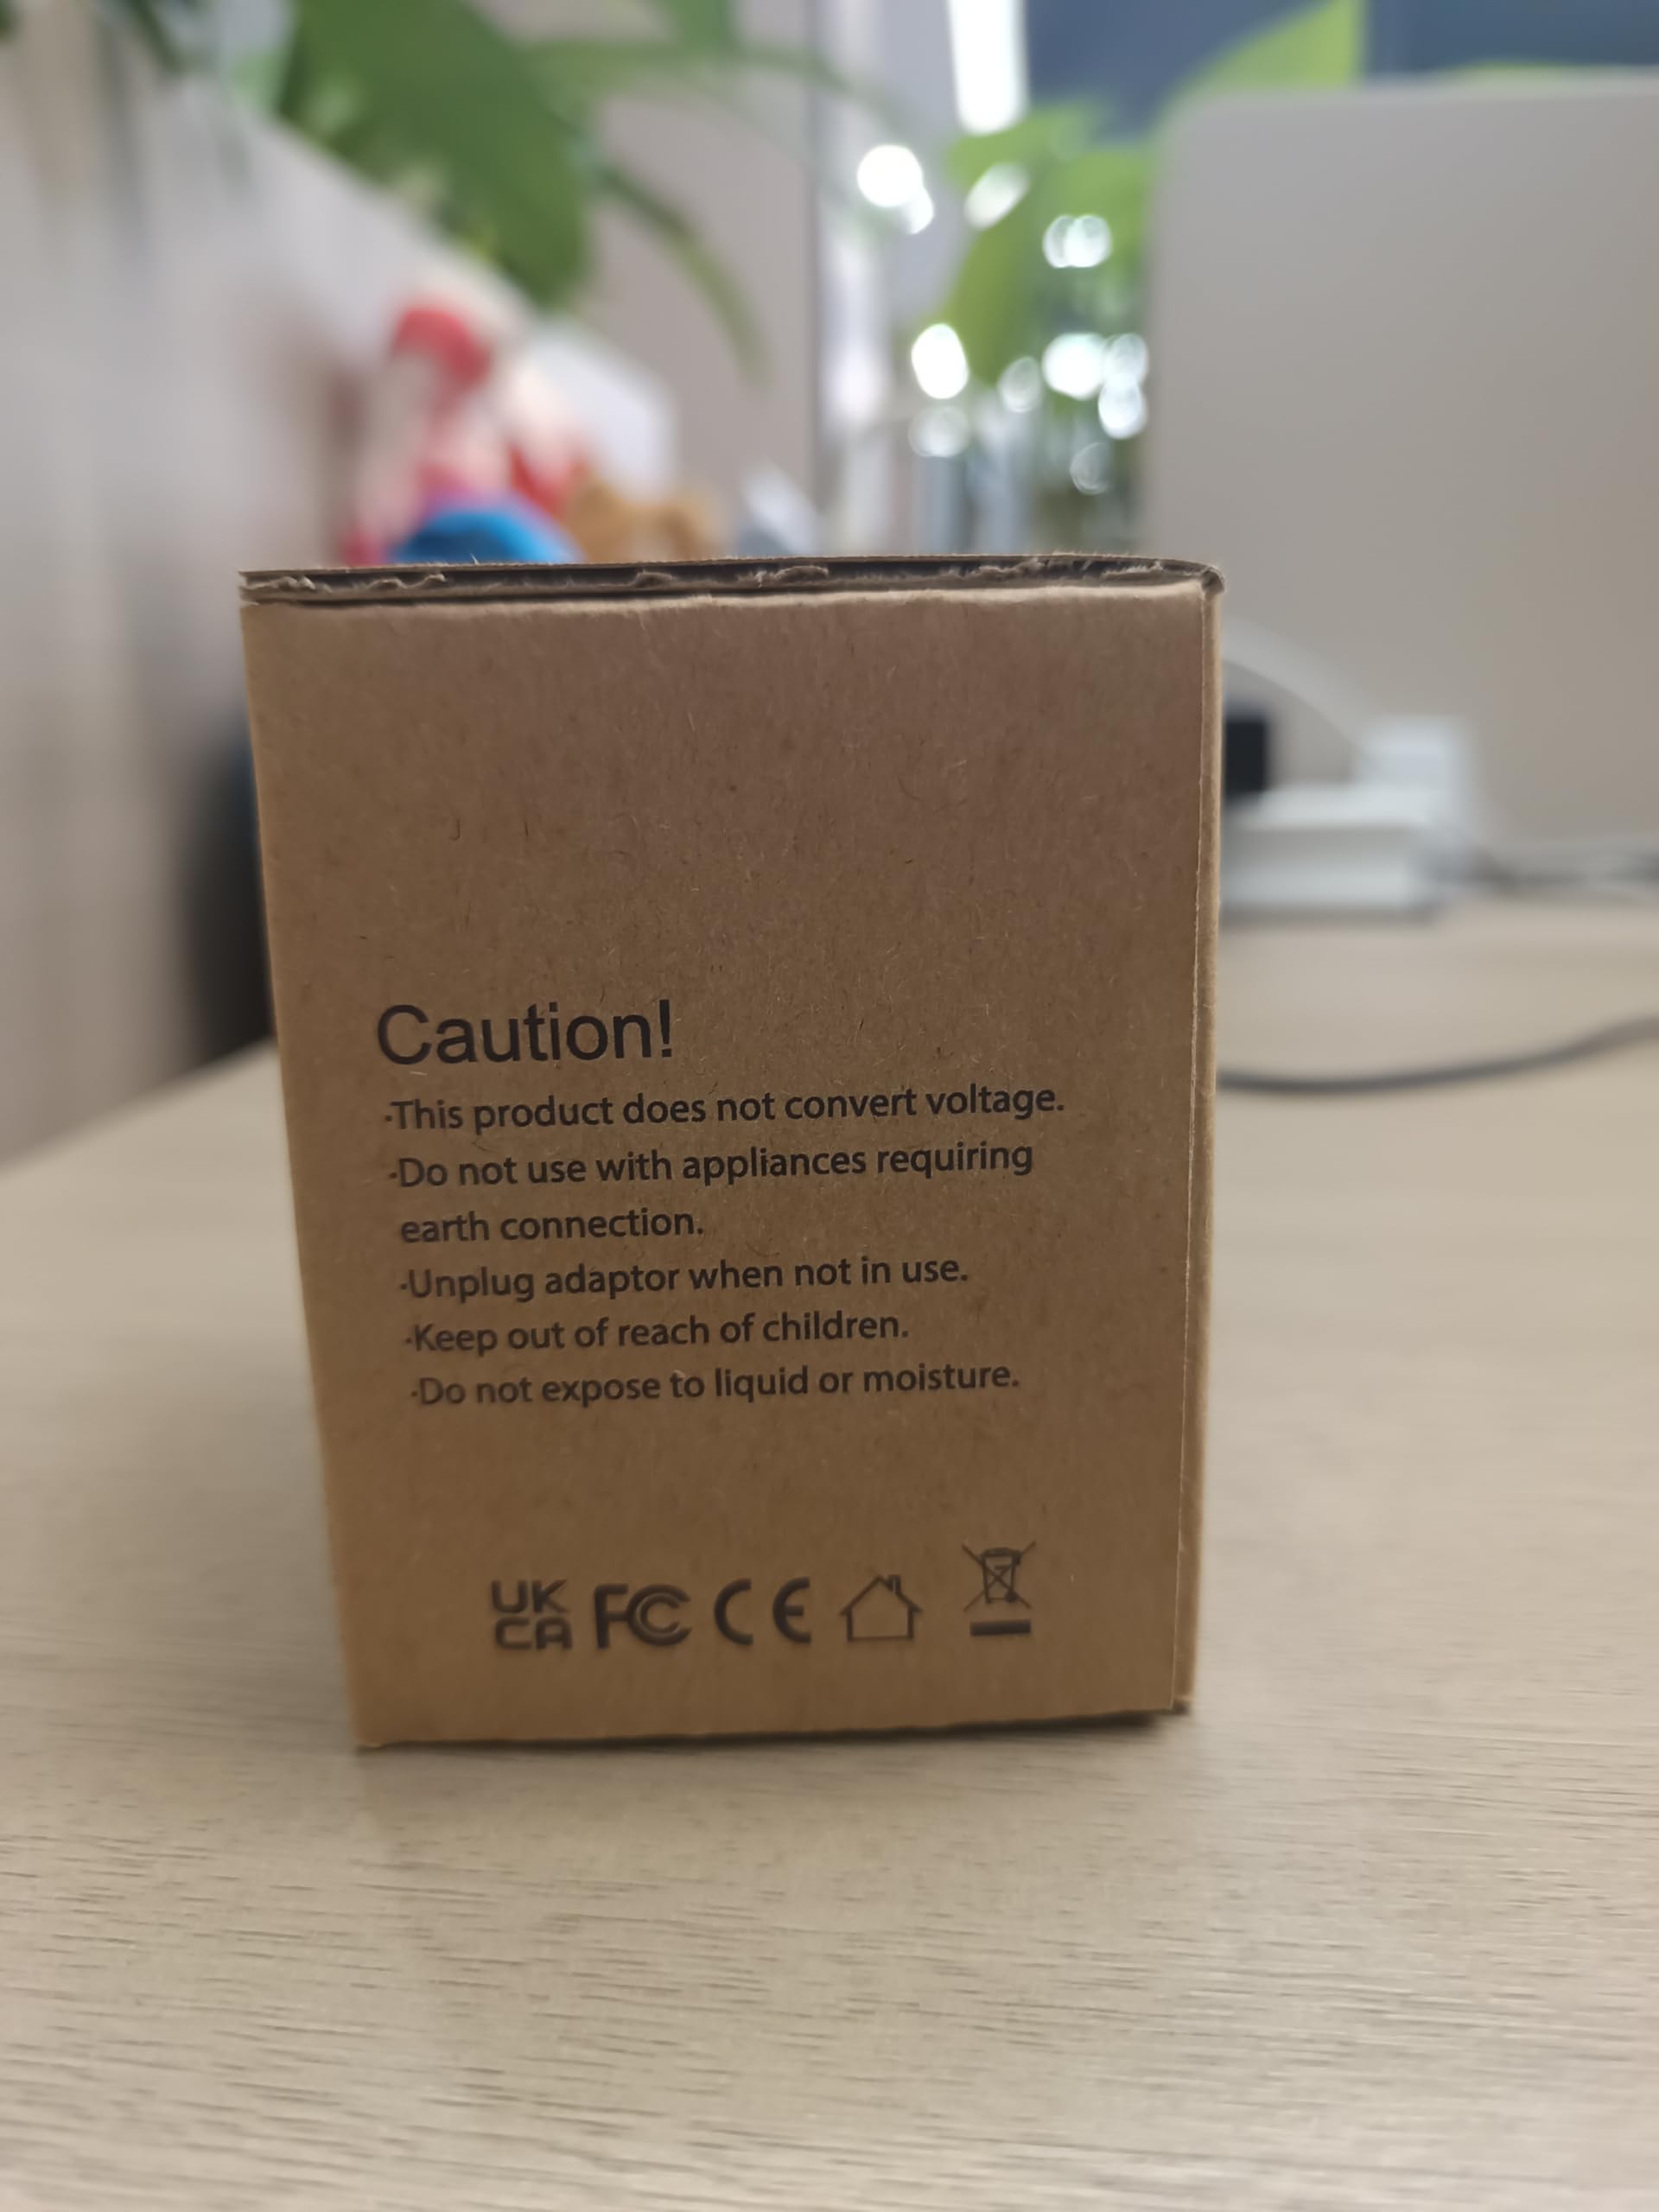 Caution!
·This product does not convert voltage.
·Do not use with appliances requiring
earth connection.
·Unplug adaptor when not in use.
·Keep out of reach of children.
·Do not expose to liquid or moisture.
UK
CA FC CE